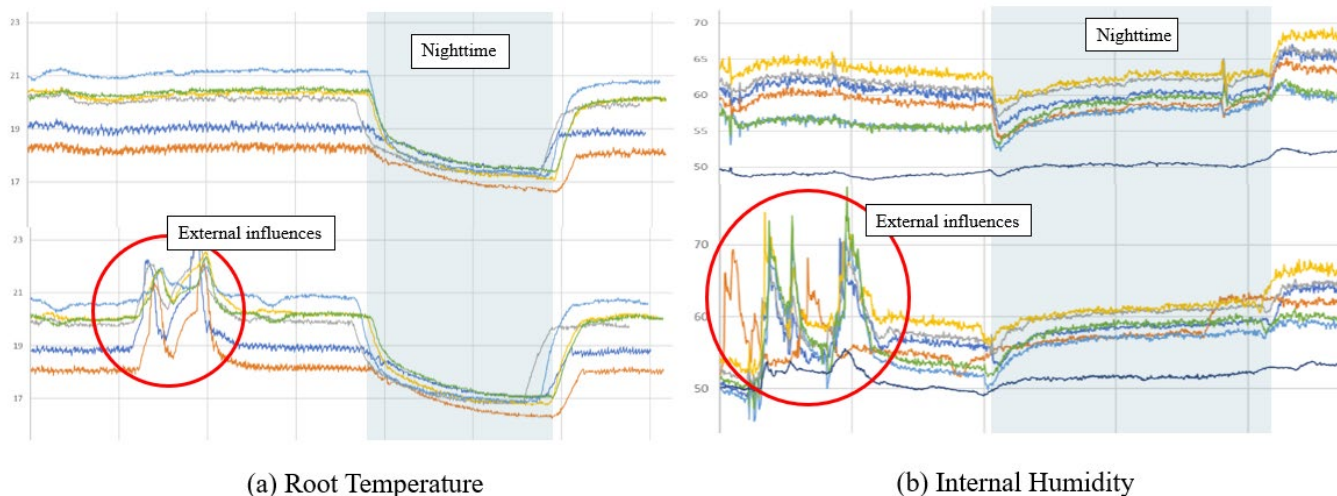 23
21
19
17
Nighttime
External influences
23
21
19
17
(a) Root Temperature
70
65
60
55
50
Nighttime
External influences
70
60
50
(b) Internal Humidity